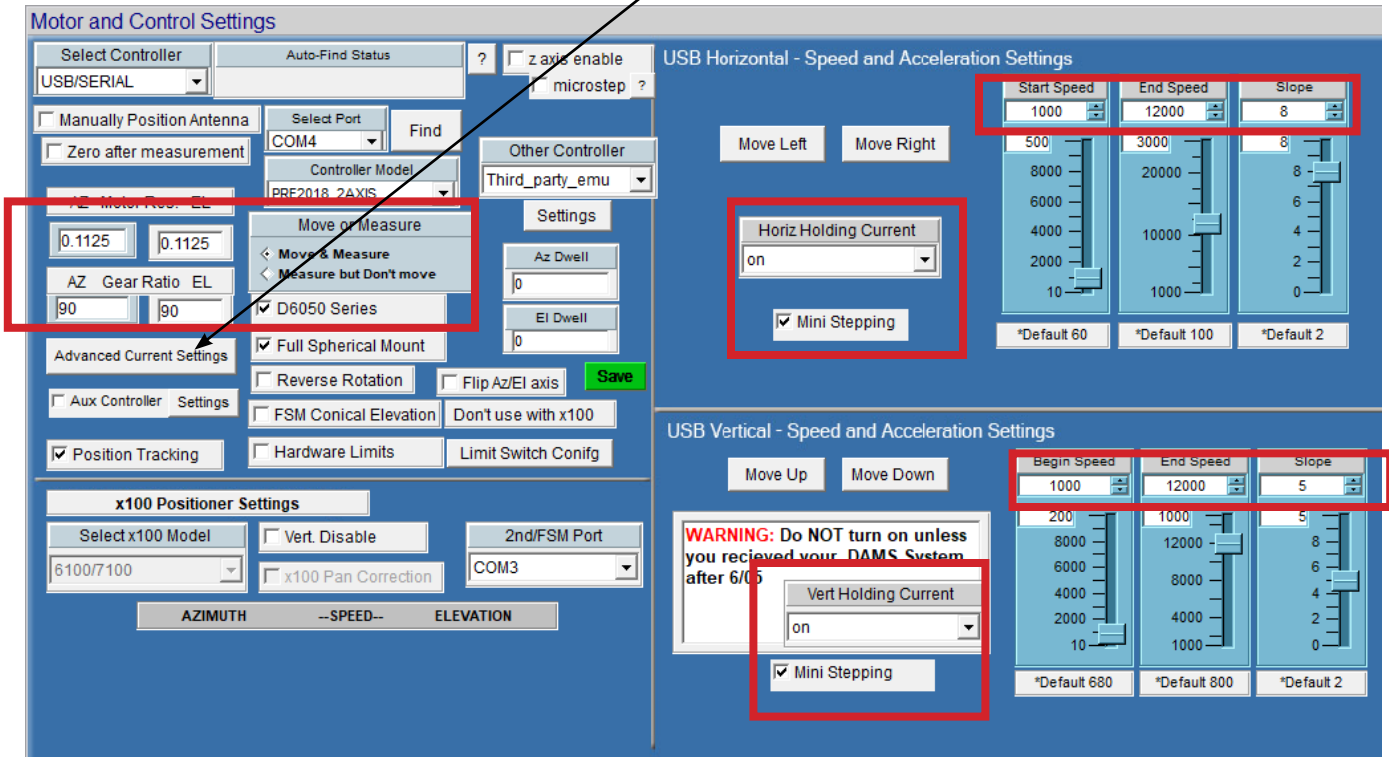 Motor and Control Settings
Select Controller
USB/SERIAL
Auto-Find Status
?
z axis enable
microstep ?
Manually Position Antenna
Zero after measurement
Select Port
COM4
Find
Controller Model
PRE2018_2AXIS
Other Controller
Third_party_emu
Settings
AZ Motor Res. EL
0.1125 0.1125
AZ Gear Ratio EL
90 90
Move or Measure
Move & Measure
Measure but Don't move
D6050 Series
Full Spherical Mount
Az Dwell
0
El Dwell
0
Advanced Current Settings
Reverse Rotation
Flip Az/El axis
Save
Aux Controller Settings
FSM Conical Elevation
Don't use with x100
Position Tracking
Hardware Limits
Limit Switch Conifg
x100 Positioner Settings
Select x100 Model
6100/7100
Vert. Disable
x100 Pan Correction
2nd/FSM Port
COM3
AZIMUTH --SPEED-- ELEVATION
USB Horizontal - Speed and Acceleration Settings
Move Left Move Right
Horiz Holding Current
on
Mini Stepping
Start Speed End Speed Slope
1000 12000 8
500 3000 8
8000 20000 8
6000 6
4000 10000 4
2000 2
10 1000 0
*Default 60 *Default 100 *Default 2
USB Vertical - Speed and Acceleration Settings
Move Up Move Down
WARNING: Do NOT turn on unless
you recieved your DAMS System
after 6/05
Vert Holding Current
on
Mini Stepping
Begin Speed End Speed Slope
1000 12000 5
200 1000 5
8000 12000 8
6000 6
4000 8000 4
2000 4000 2
10 1000 0
*Default 680 *Default 800 *Default 2